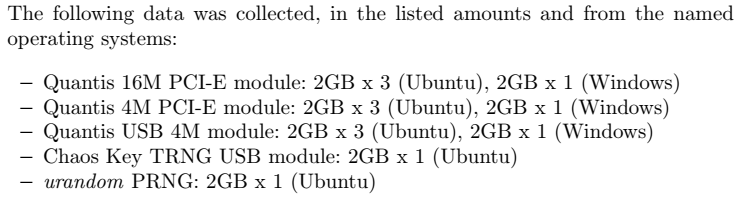 The following data was collected, in the listed amounts and from the named
operating systems:
– Quantis 16M PCI-E module: 2GB x 3 (Ubuntu), 2GB x 1 (Windows)
– Quantis 4M PCI-E module: 2GB x 3 (Ubuntu), 2GB x 1 (Windows)
– Quantis USB 4M module: 2GB x 3 (Ubuntu), 2GB x 1 (Windows)
– Chaos Key TRNG USB module: 2GB x 1 (Ubuntu)
– urandom PRNG: 2GB x 1 (Ubuntu)